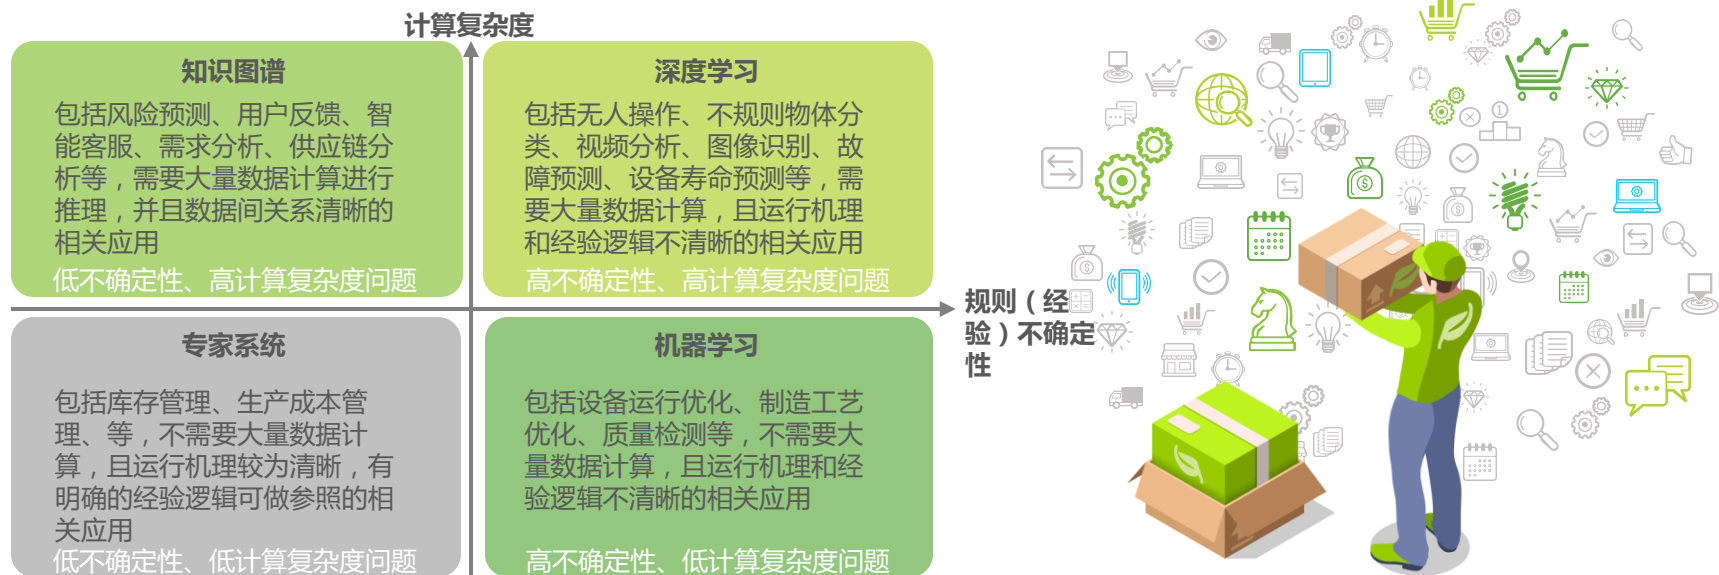 计算复杂度
知识图谱
包括风险预测、用户反馈、智
能客服、需求分析、供应链分
析等，需要大量数据计算进行
推理，并且数据间关系清晰的
相关应用
低不确定性、高计算复杂度问题
深度学习
包括无人操作、不规则物体分
类、视频分析、图像识别、故
障预测、设备寿命预测等，需
要大量数据计算，且运行机理
和经验逻辑不清晰的相关应用
高不确定性、高计算复杂度问题
规则（经
验）不确定
性
专家系统
包括库存管理、生产成本管
理、等，不需要大量数据计
算，且运行机理较为清晰，有
明确的经验逻辑可做参照的相
关应用
低不确定性、低计算复杂度问题
机器学习
包括设备运行优化、制造工艺
优化、质量检测等，不需要大
量数据计算，且运行机理和经
验逻辑不清晰的相关应用
高不确定性、低计算复杂度问题